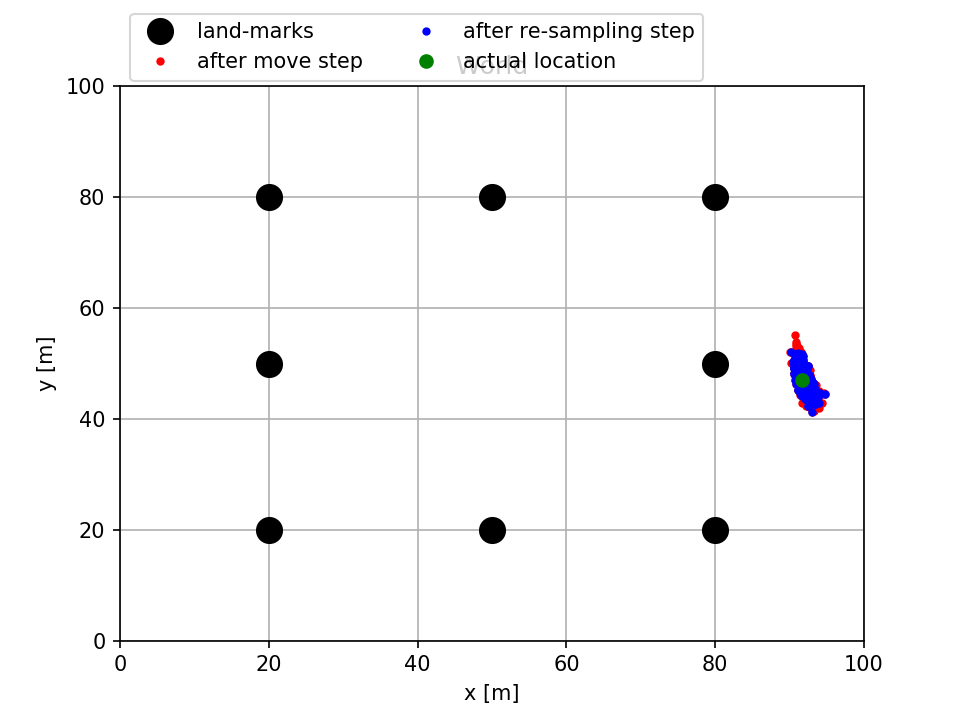 land-marks
after move step
after re-sampling step
actual location
World
100
80
60
40
20
0
y [m]
0 20 40 60 80 100
x [m]